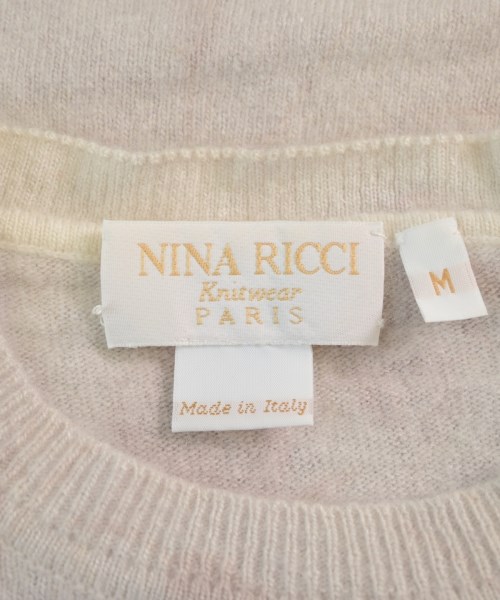 NINA RICCI
Knitwear
PARIS
M
Made in Italy